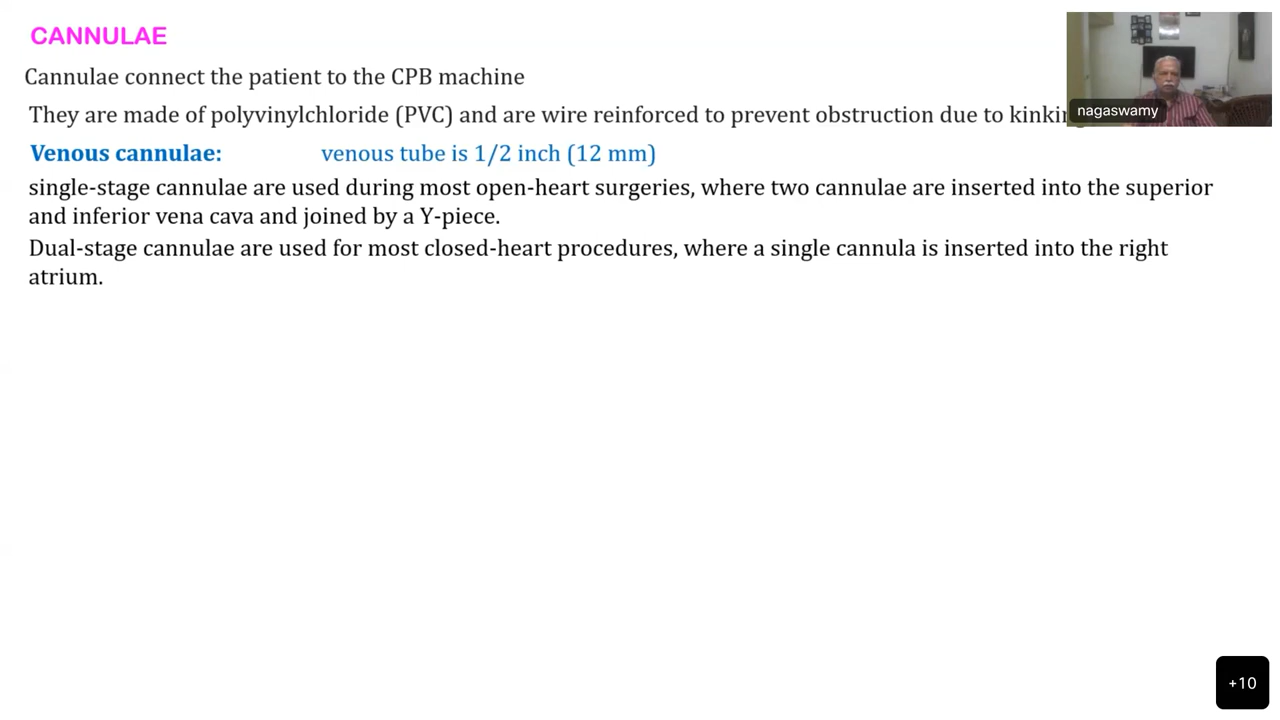 CANNULAE
Cannulae connect the patient to the CPB machine
They are made of polyvinylchloride (PVC) and are wire reinforced to prevent obstruction due to kinking
nagaswamy
Venous cannulae: venous tube is 1/2 inch (12 mm)
single-stage cannulae are used during most open-heart surgeries, where two cannulae are inserted into the superior
and inferior vena cava and joined by a Y-piece.
Dual-stage cannulae are used for most closed-heart procedures, where a single cannula is inserted into the right
atrium.
+10